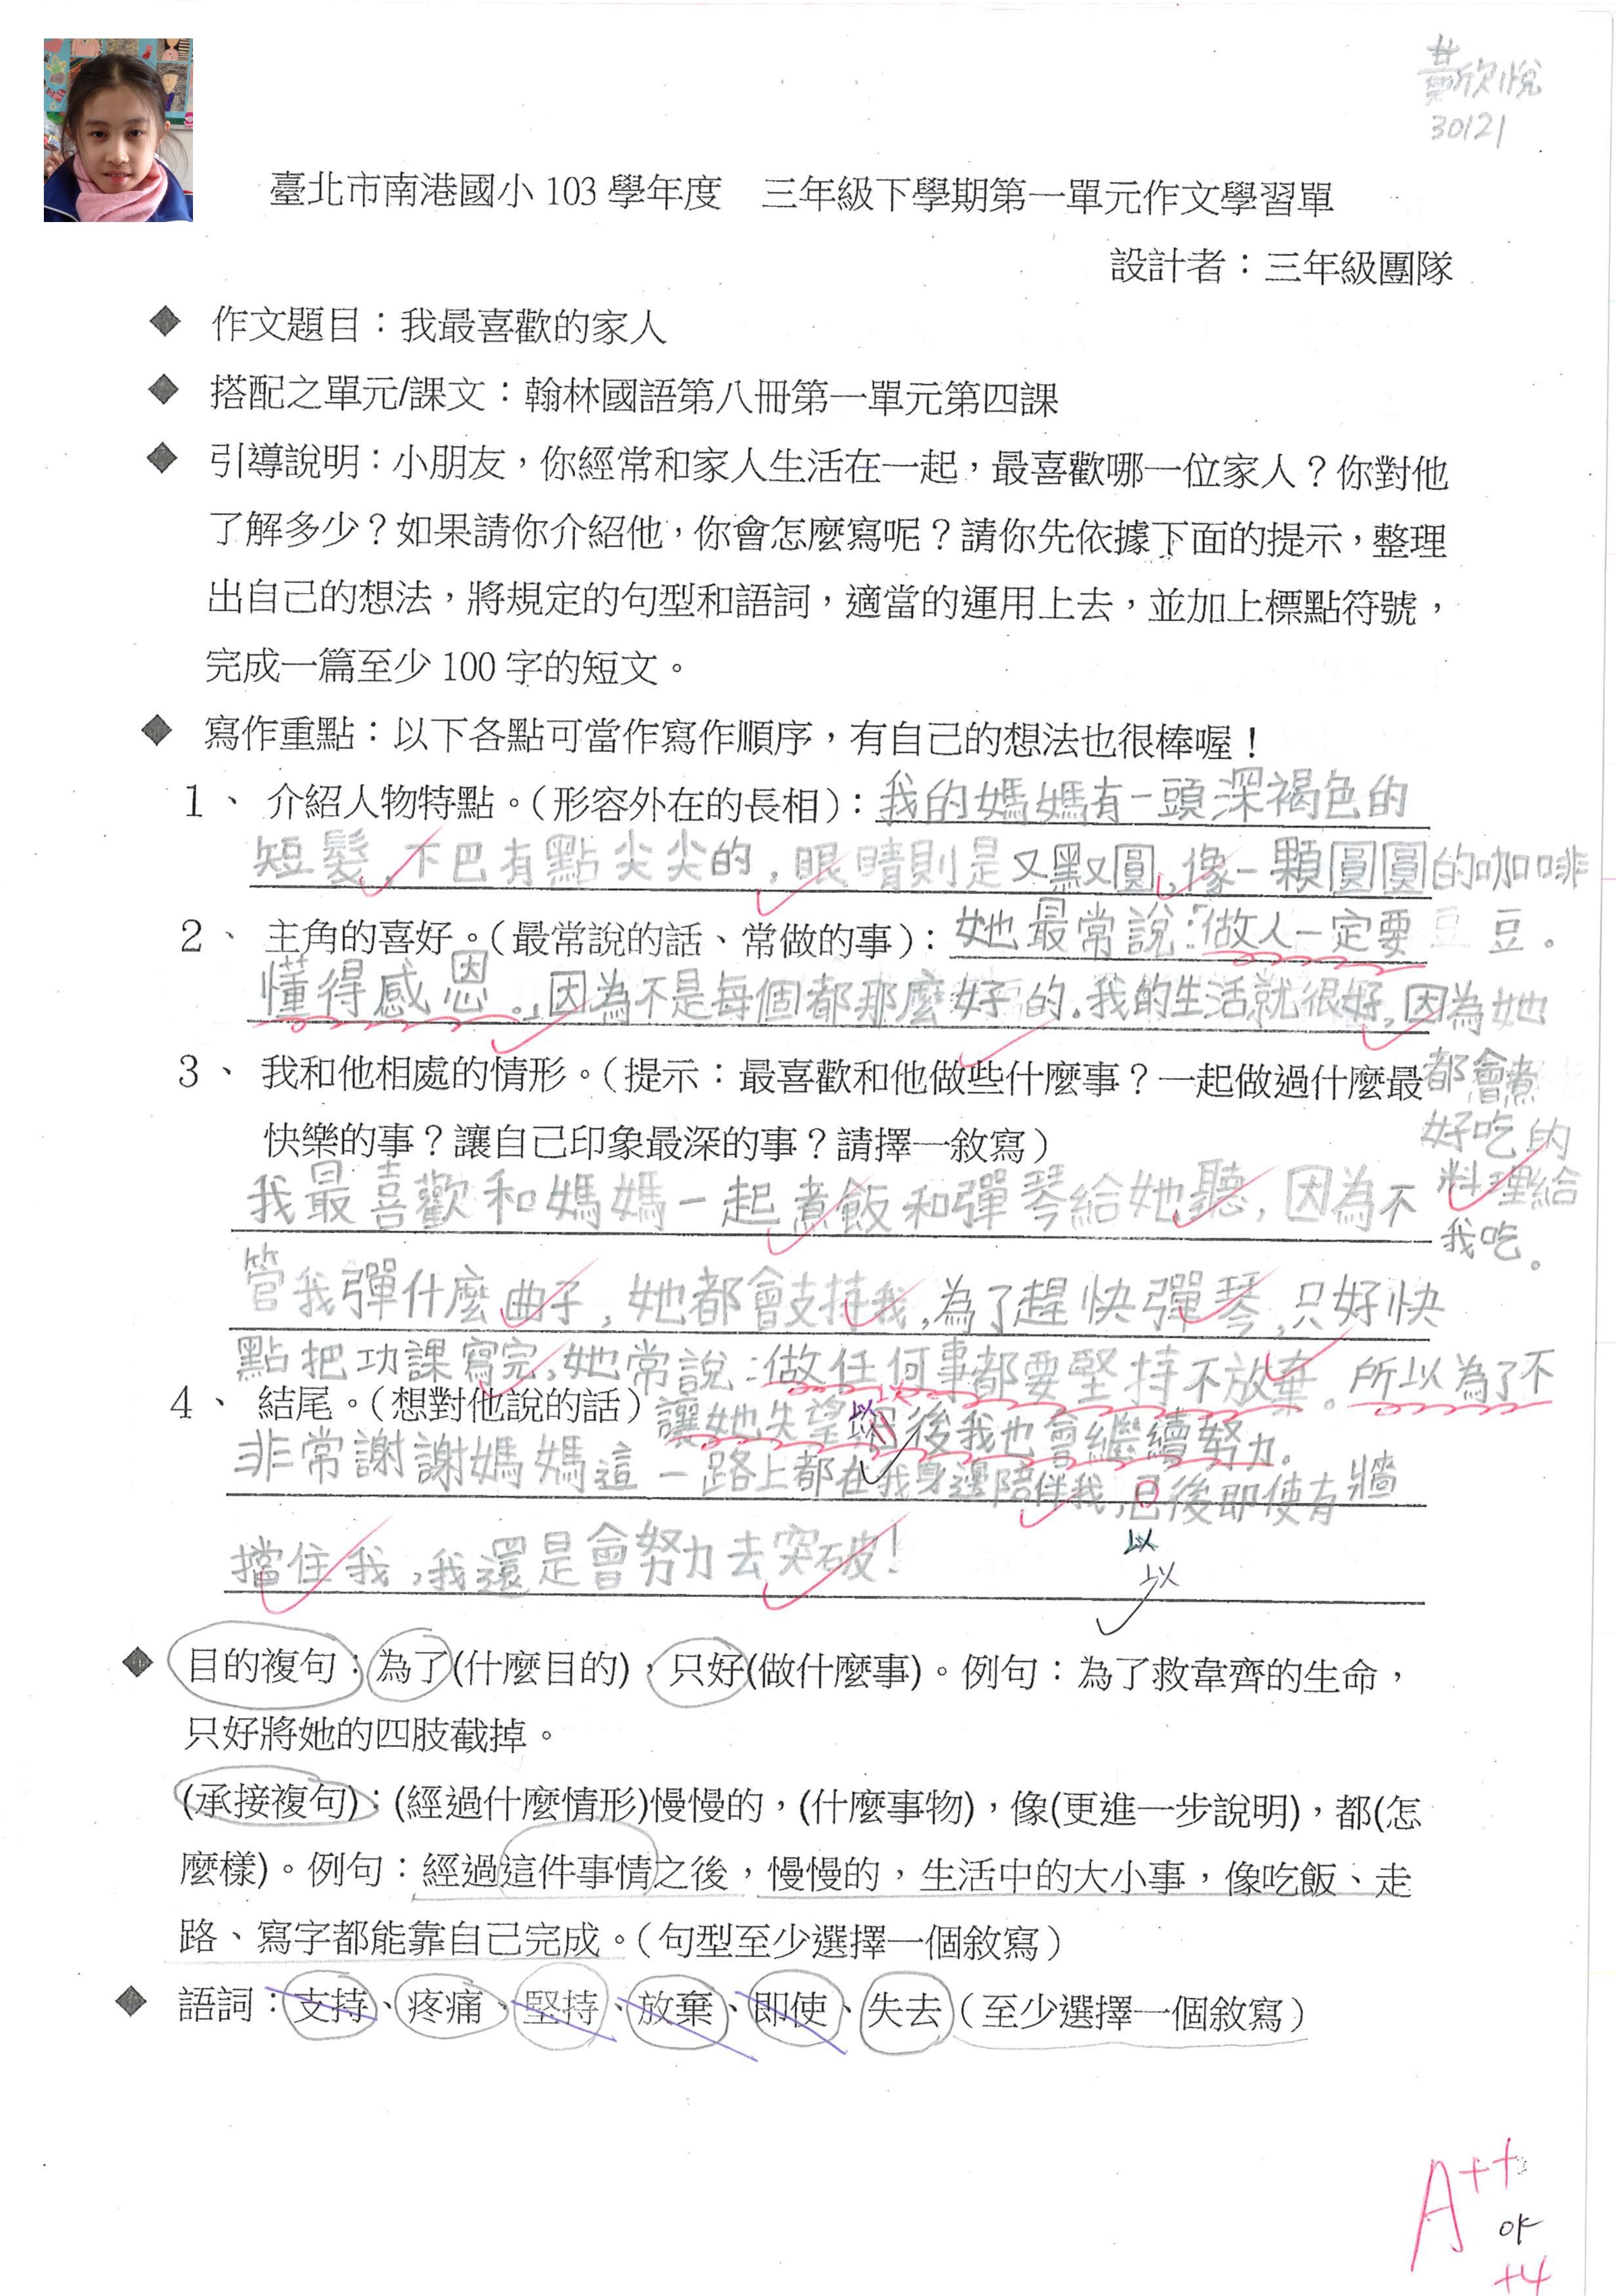 黃欣悅
30121
臺北市南港國小 103 學年度 三年級下學期第一單元作文學習單
設計者：三年級團隊
◆ 作文題目：我最喜歡的家人
◆ 搭配之單元/課文：翰林國語第八冊第一單元第四課
◆ 引導說明：小朋友，你經常和家人生活在一起，最喜歡哪一位家人？你對他
了解多少？如果請你介紹他，你會怎麼寫呢？請你先依據下面的提示，整理
出自己的想法，將規定的句型和語詞，適當的運用上去，並加上標點符號，
完成一篇至少 100 字的短文。
◆ 寫作重點：以下各點可當作寫作順序，有自己的想法也很棒喔！
1、 介紹人物特點。（形容外在的長相）：我的媽媽有一頭深褐色的
短髮，下巴有點尖尖的，眼睛則是又黑又圓，像一顆圓圓的咖啡
豆。
2、 主角的喜好。（最常說的話、常做的事）：她最常說：「做人一定要
懂得感恩。」因為不是每個都那麼好的。我的生活就很好，因為她
都會煮
好吃的
料理給
我吃。
3、 我和他相處的情形。（提示：最喜歡和他做些什麼事？一起做過什麼最
快樂的事？讓自己印象最深的事？請擇一敘寫）
我最喜歡和媽媽一起煮飯和彈琴給她聽，因為不
管我彈什麼曲子，她都會支持我，為了趕快彈琴，只好快
點把功課寫完，她常說：做任何事都要堅持不放棄。所以為了不
讓她失望以後我也會繼續努力。
4、 結尾。（想對他說的話）
非常謝謝媽媽這一路上都在我身邊陪伴我，已後即使有牆
以
以
擋住我，我還是會努力去突破！
◆ 目的複句：為了(什麼目的)，只好(做什麼事)。例句：為了救韋齊的生命，
只好將她的四肢截掉。
(承接複句)：(經過什麼情形)慢慢的，(什麼事物)，像(更進一步說明)，都(怎
麼樣)。例句：經過這件事情之後，慢慢的，生活中的大小事，像吃飯、走
路、寫字都能靠自己完成。（句型至少選擇一個敘寫）
◆ 語詞：支持、疼痛、堅持、放棄、即使、失去（至少選擇一個敘寫）
A++
ok
+4